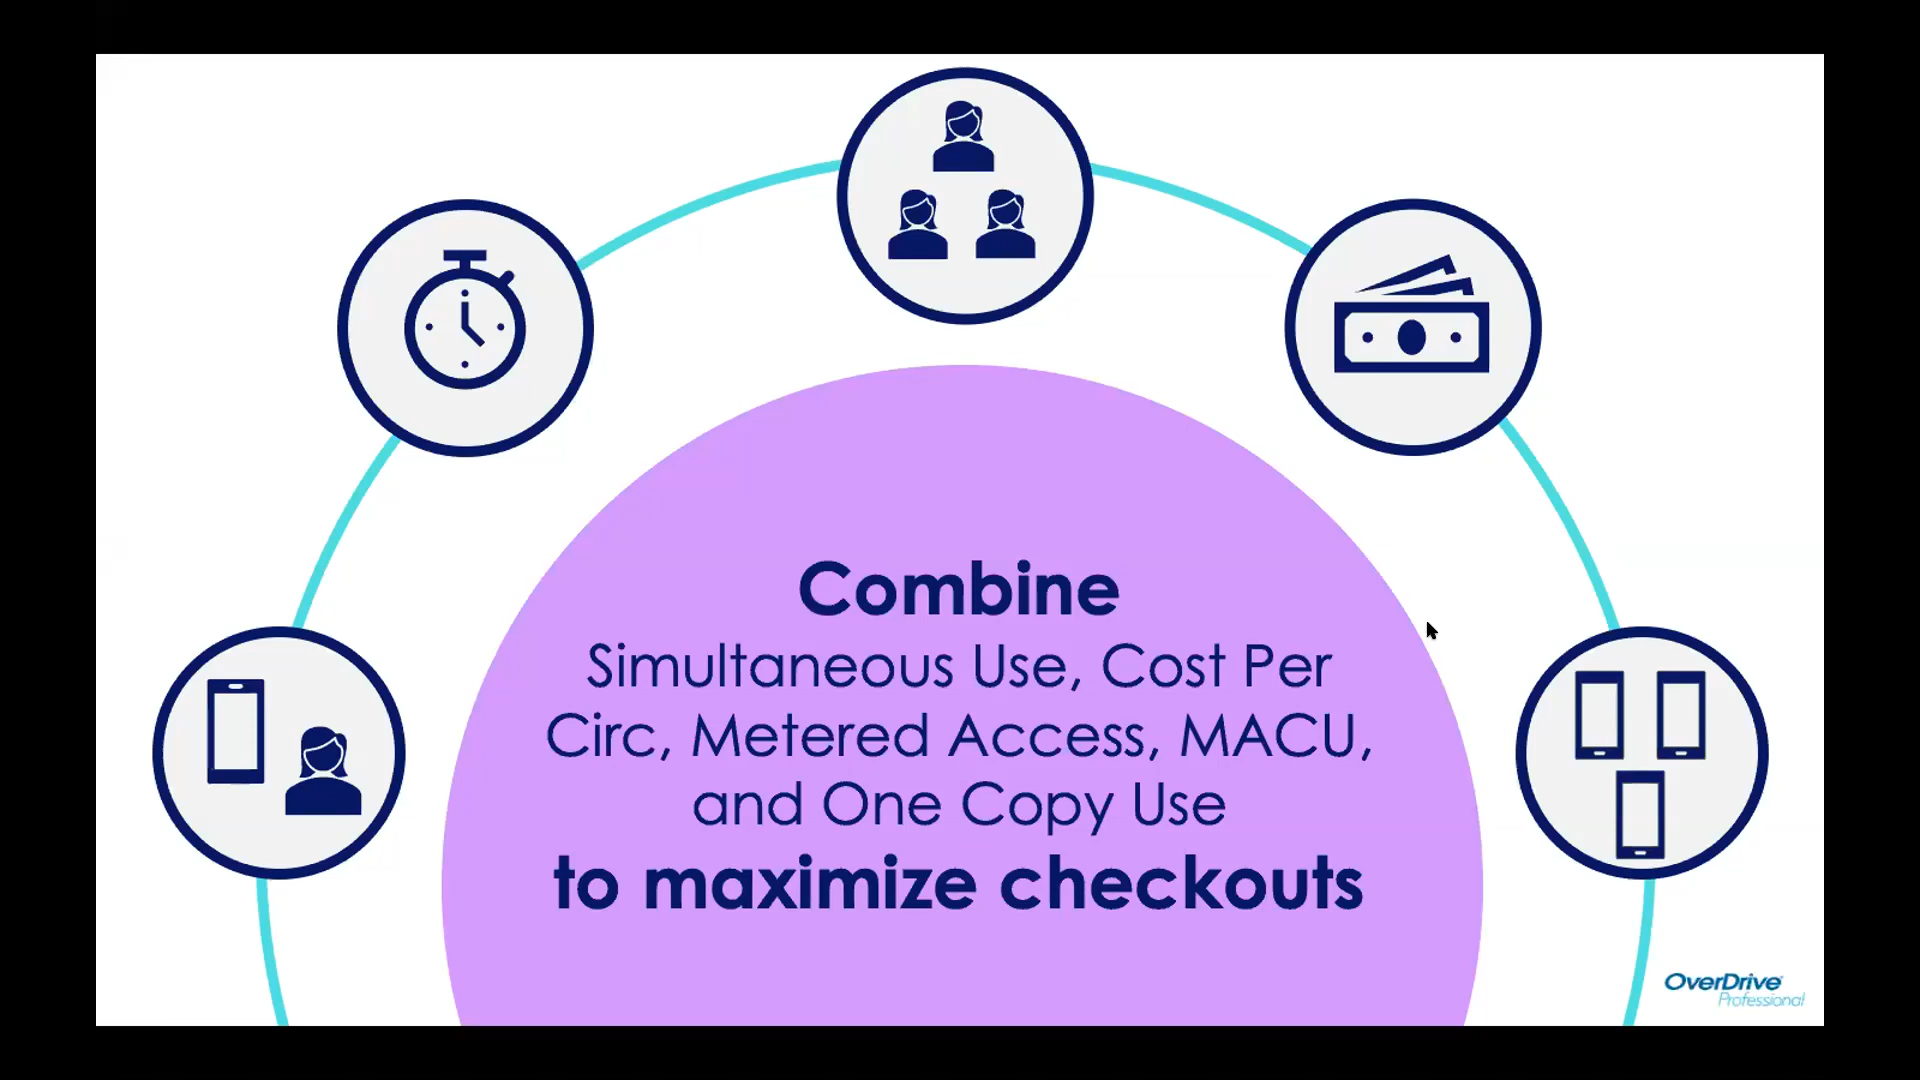 Combine
Simultaneous Use, Cost Per
Circ, Metered Access, MACU,
and One Copy Use
to maximize checkouts
OverDrive
Professional